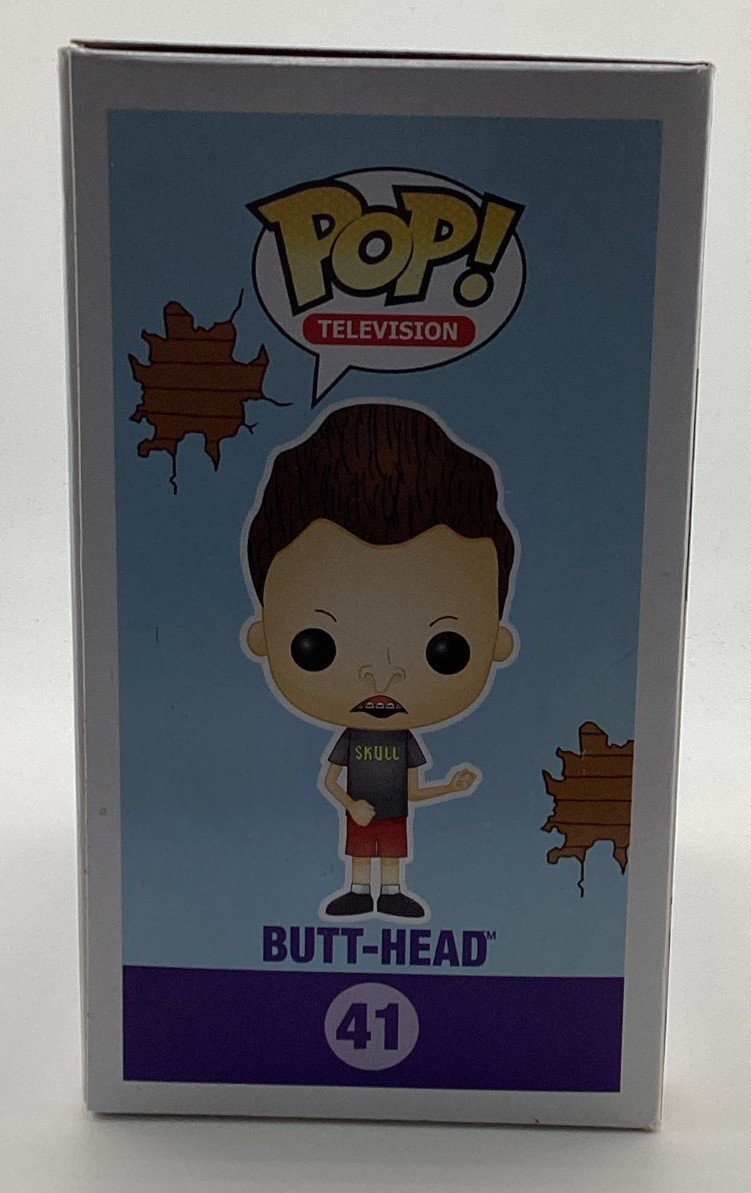 POP!
TELEVISION
SKULL
BUTT-HEAD™
41